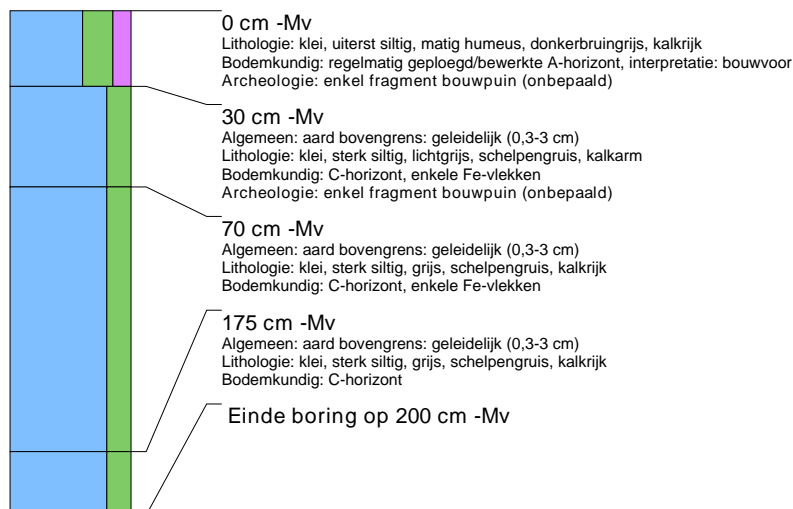 0 cm -Mv
Lithologie: klei, uiterst siltig, matig humeus, donkerbruingrijs, kalkrijk
Bodemkundig: regelmatig geploegd/bewerkte A-horizont, interpretatie: bouwvoor
Archeologie: enkel fragment bouwpuin (onbepaald)
30 cm -Mv
Algemeen: aard bovengrens: geleidelijk (0,3-3 cm)
Lithologie: klei, sterk siltig, lichtgrijs, schelpengruis, kalkarm
Bodemkundig: C-horizont, enkele Fe-vlekken
Archeologie: enkel fragment bouwpuin (onbepaald)
70 cm -Mv
Algemeen: aard bovengrens: geleidelijk (0,3-3 cm)
Lithologie: klei, sterk siltig, grijs, schelpengruis, kalkrijk
Bodemkundig: C-horizont, enkele Fe-vlekken
175 cm -Mv
Algemeen: aard bovengrens: geleidelijk (0,3-3 cm)
Lithologie: klei, sterk siltig, grijs, schelpengruis, kalkrijk
Bodemkundig: C-horizont
Einde boring op 200 cm -Mv